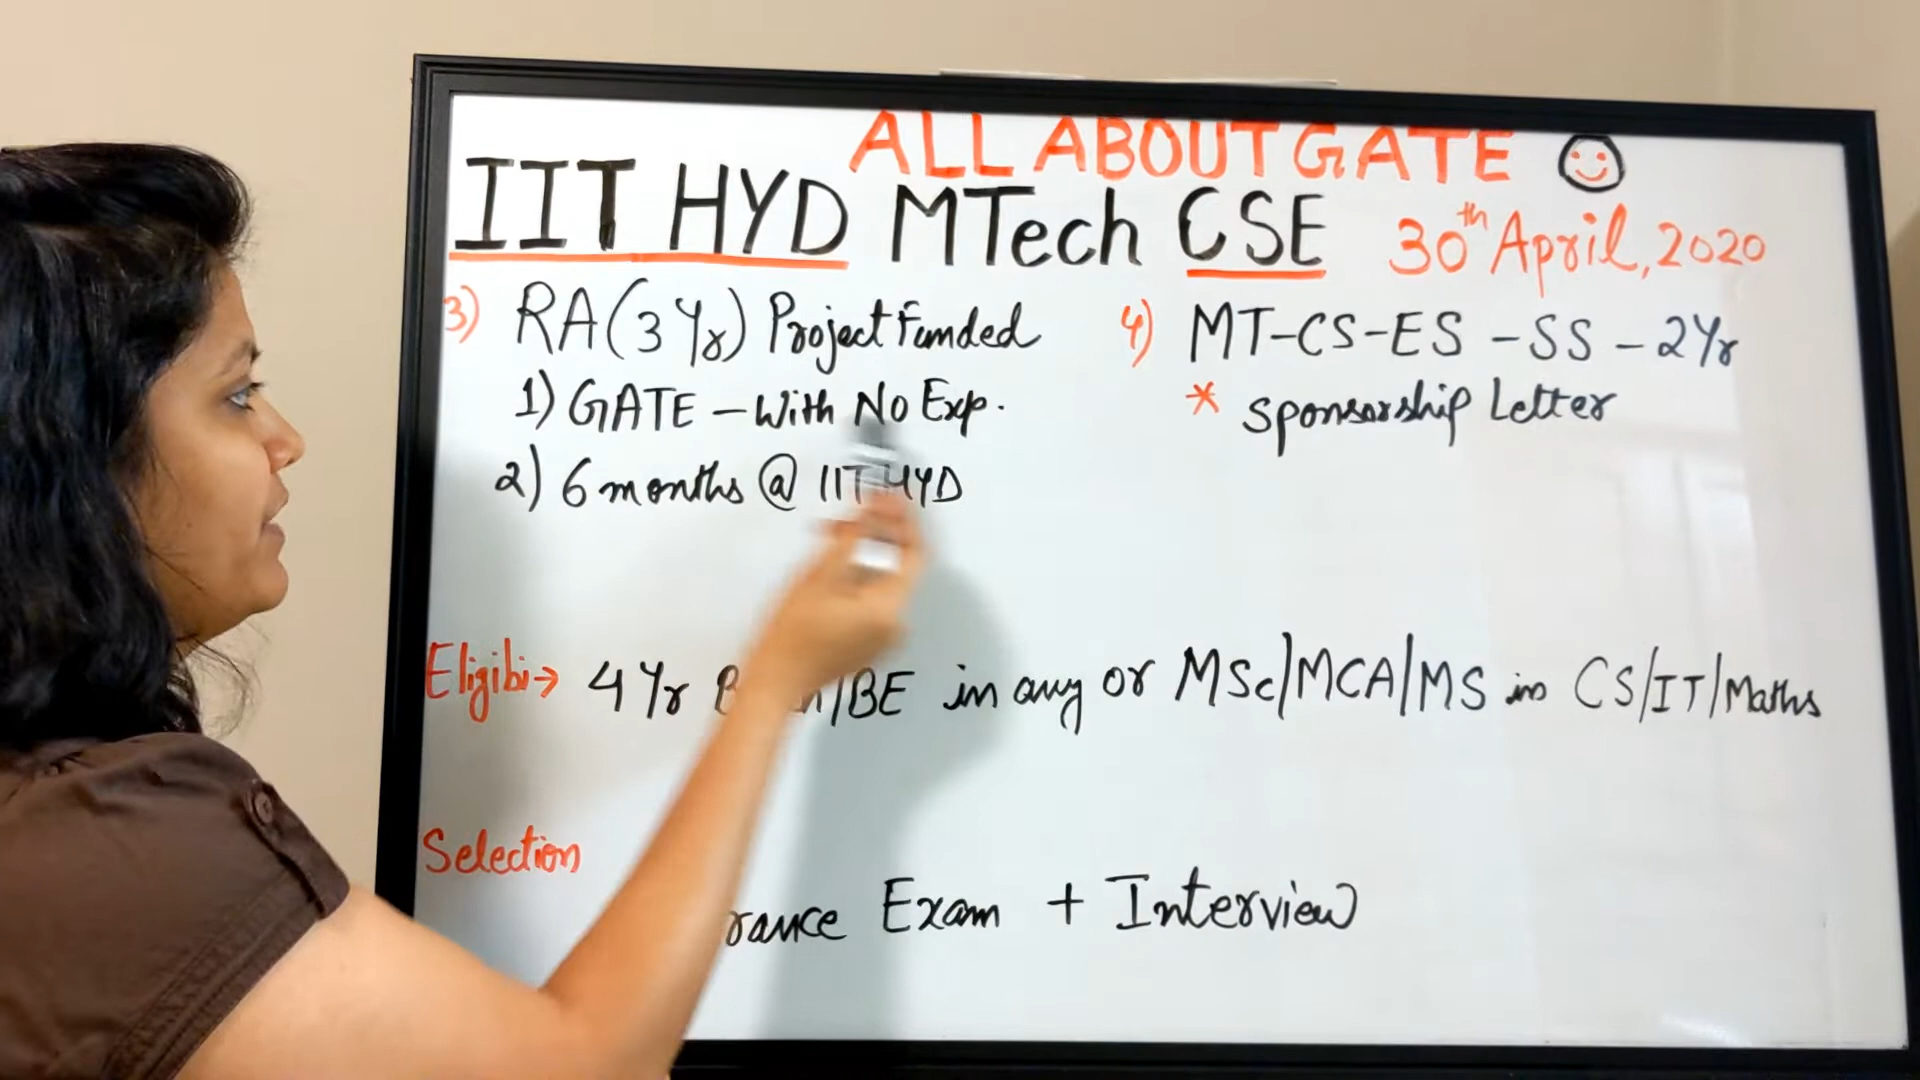 ALL ABOUT GATE
IIT HYD MTech CSE
30th April, 2020
3) RA (3 Yr) Project Funded
1) GATE - With No Exp.
2) 6 months @ IIT HYD
4) MT-CS-ES - SS - 2Yr
* Sponsorship Letter
Eligibi→ 4 Yr /BE in any or MSc/MCA/MS in CS/IT/Maths
Selection
Exam + Interview